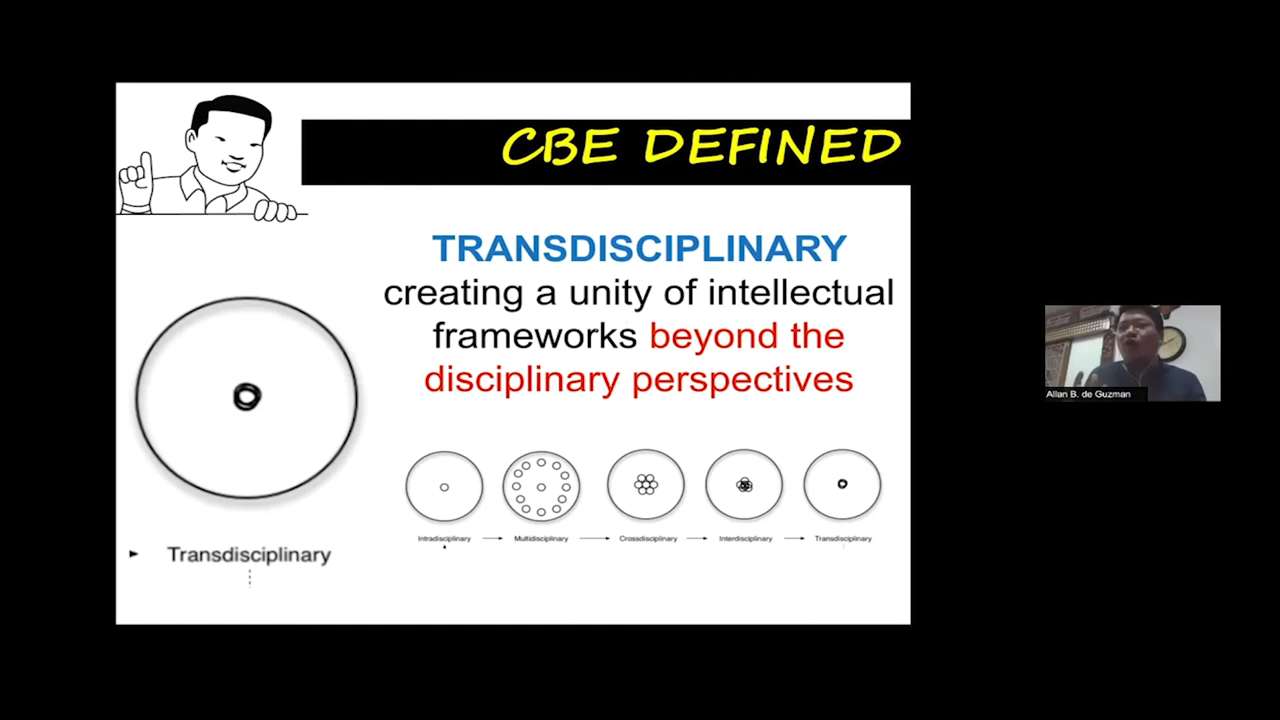 CBE DEFINED
TRANSDISCIPLINARY
creating a unity of intellectual
frameworks beyond the
disciplinary perspectives
Transdisciplinary
Intradisciplinary
Multidisciplinary
Crossdisciplinary
Interdisciplinary
Transdisciplinary
Allan B. de Guzman